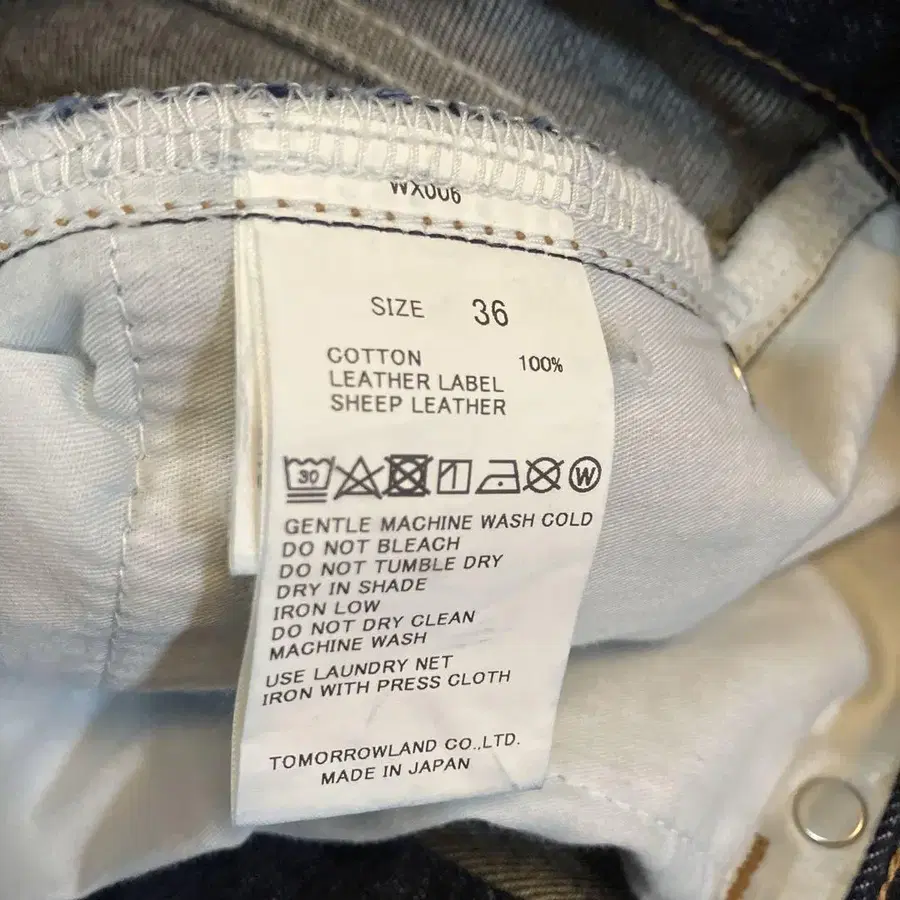 WX006
SIZE 36
COTTON 100%
LEATHER LABEL
SHEEP LEATHER
30 W
GENTLE MACHINE WASH COLD
DO NOT BLEACH
DO NOT TUMBLE DRY
DRY IN SHADE
IRON LOW
DO NOT DRY CLEAN
MACHINE WASH
USE LAUNDRY NET
IRON WITH PRESS CLOTH
TOMORROWLAND CO.,LTD.
MADE IN JAPAN